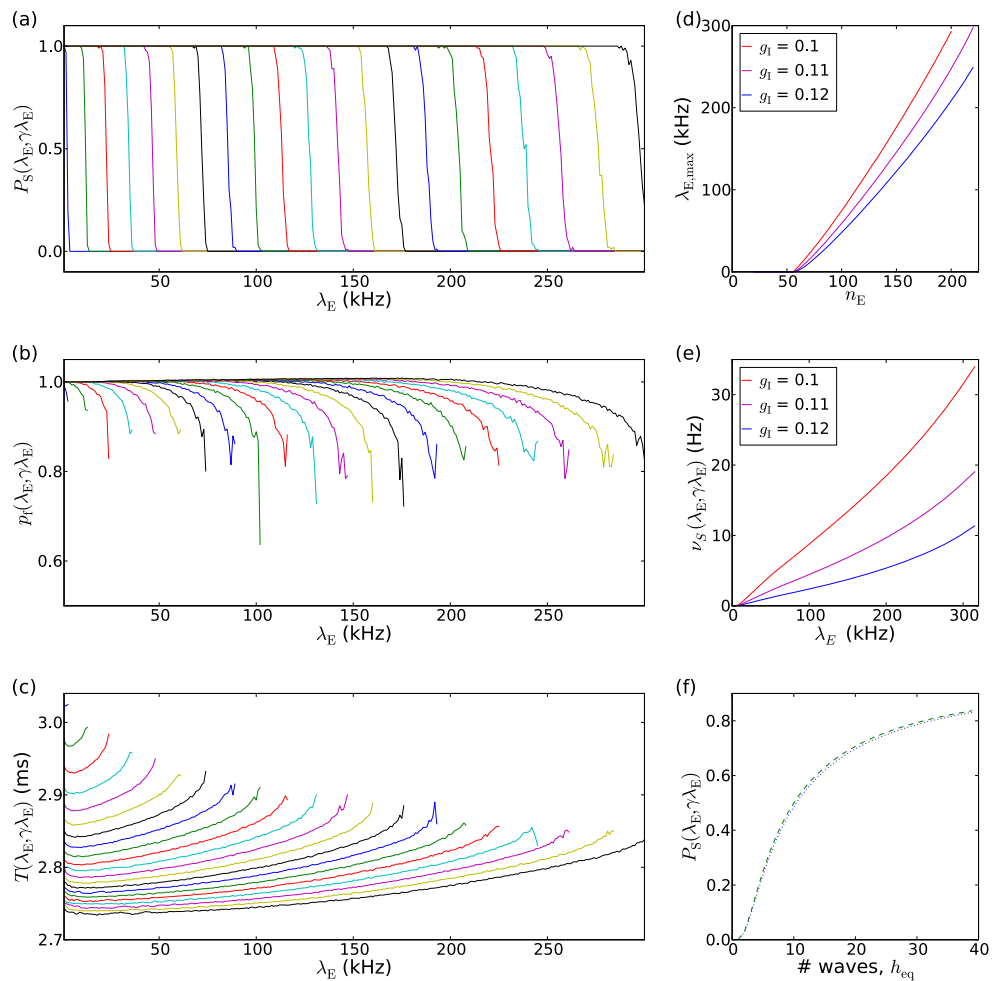 (a)
1.0
0.5
0.0
P_S(λ_E, γλ_E)
50 100 150 200 250
λ_E (kHz)
(b)
1.0
0.8
0.6
p_f(λ_E, γλ_E)
50 100 150 200 250
λ_E (kHz)
(c)
3.0
2.9
2.8
2.7
T(λ_E, γλ_E) (ms)
50 100 150 200 250
λ_E (kHz)
(d)
300
200
100
0
λ_E,max (kHz)
g_I = 0.1
g_I = 0.11
g_I = 0.12
0 50 100 150 200
n_E
(e)
30
20
10
0
ν_S(λ_E, γλ_E) (Hz)
g_I = 0.1
g_I = 0.11
g_I = 0.12
0 100 200 300
λ_E (kHz)
(f)
0.8
0.6
0.4
0.2
0.0
P_S(λ_E, γλ_E)
0 10 20 30 40
# waves, h_eq